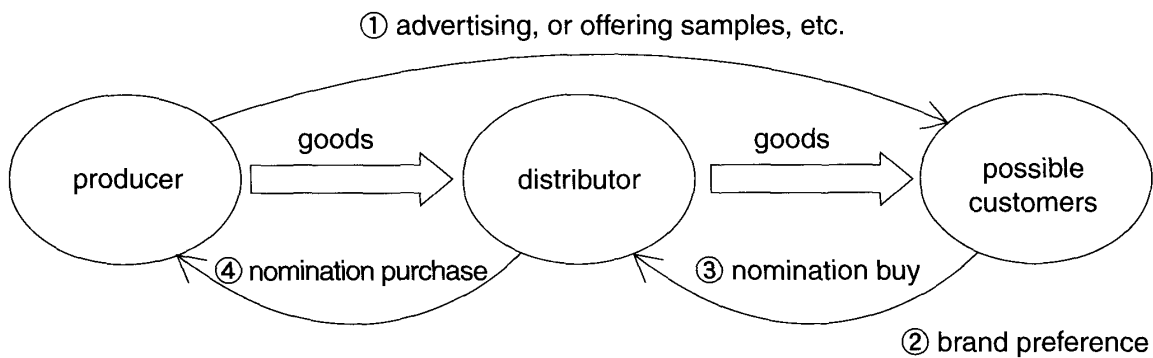 ① advertising, or offering samples, etc.
goods
goods
producer
distributor
possible
customers
④ nomination purchase
③ nomination buy
② brand preference